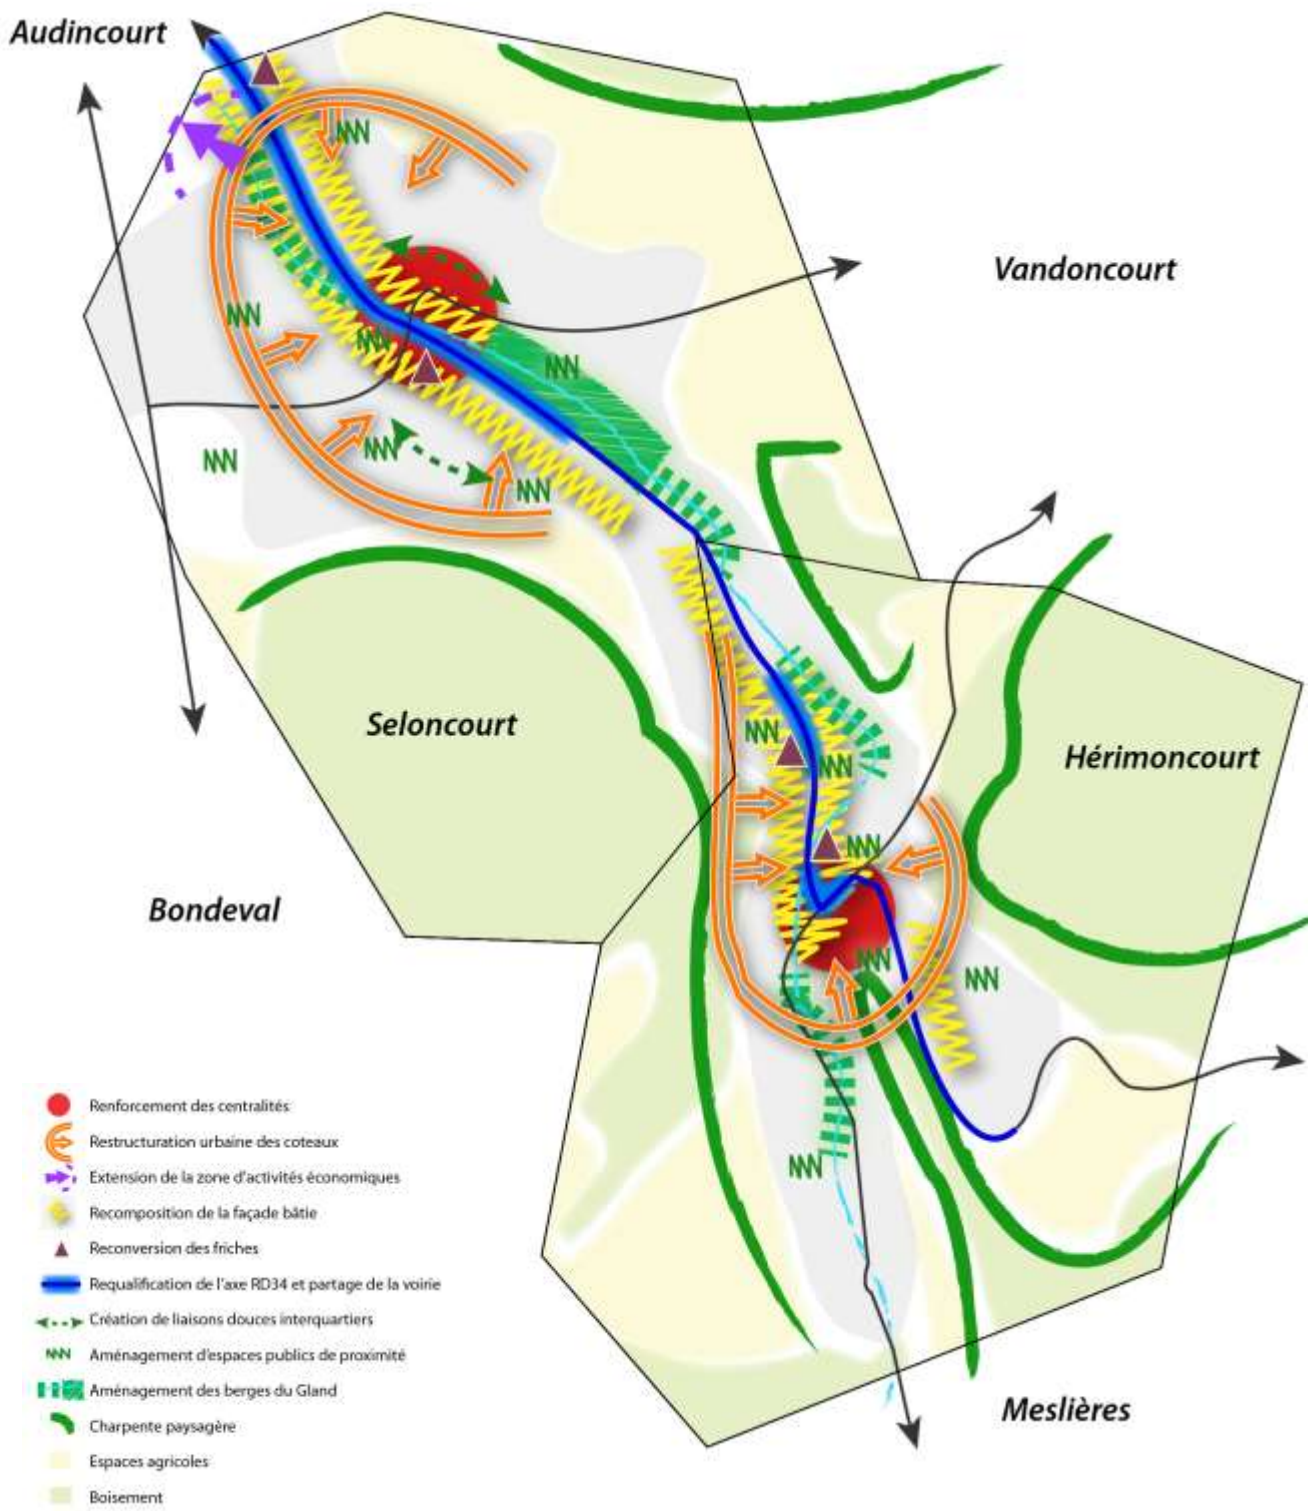 Audincourt
Vandoncourt
Seloncourt
Hérimoncourt
Bondeval
Meslières
Renforcement des centralités
Restructuration urbaine des coteaux
Extension de la zone d'activités économiques
Recomposition de la façade bâtie
Reconversion des friches
Requalification de l'axe RD34 et partage de la voirie
Création de liaisons douces interquartiers
Aménagement d'espaces publics de proximité
Aménagement des berges du Gland
Charpente paysagère
Espaces agricoles
Boisement